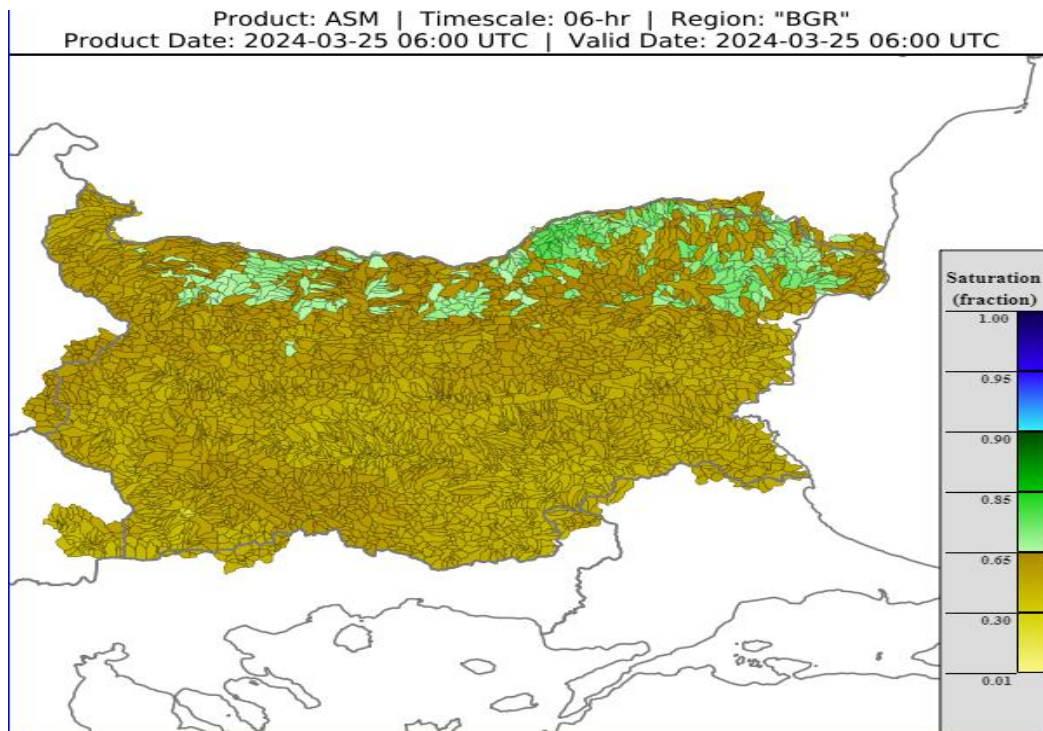 Product: ASM | Timescale: 06-hr | Region: "BGR"
Product Date: 2024-03-25 06:00 UTC | Valid Date: 2024-03-25 06:00 UTC
Saturation
(fraction)
1.00
0.95
0.90
0.85
0.65
0.30
0.01